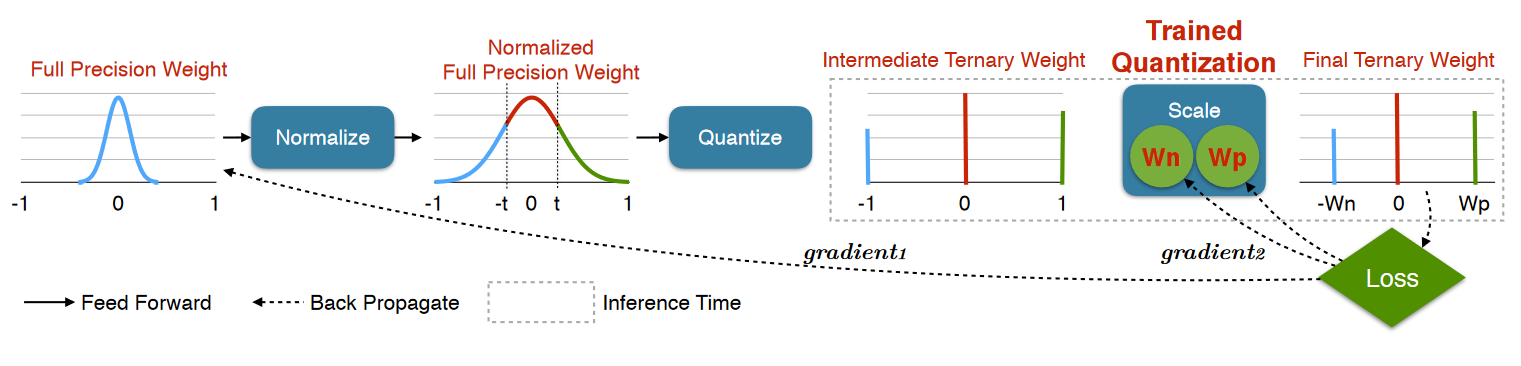 Full Precision Weight
-1 0 1
Normalize
Normalized
Full Precision Weight
-1 -t 0 t 1
Quantize
Intermediate Ternary Weight
-1 0 1
Trained
Quantization
Scale
Wn Wp
Final Ternary Weight
-Wn 0 Wp
gradient1
gradient2
Loss
Feed Forward
Back Propagate
Inference Time